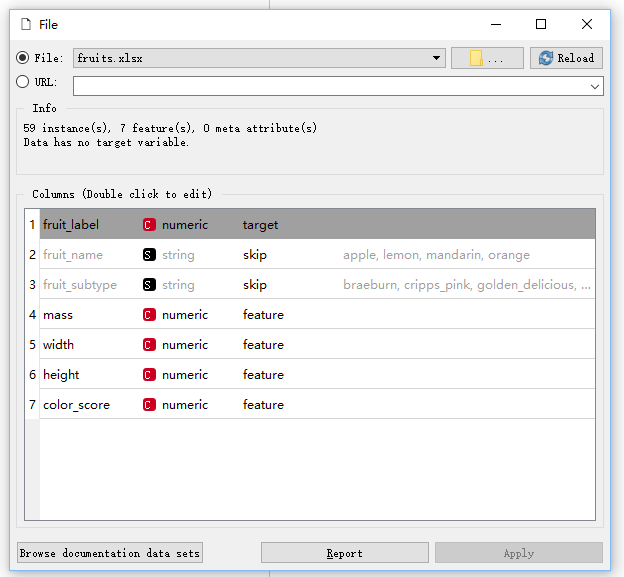 File
File: fruits.xlsx ... Reload
URL:
Info
59 instance(s), 7 feature(s), 0 meta attribute(s)
Data has no target variable.
Columns (Double click to edit)
1 fruit_label C numeric target
2 fruit_name S string skip apple, lemon, mandarin, orange
3 fruit_subtype S string skip braeburn, cripps_pink, golden_delicious, ...
4 mass C numeric feature
5 width C numeric feature
6 height C numeric feature
7 color_score C numeric feature
Browse documentation data sets Report Apply